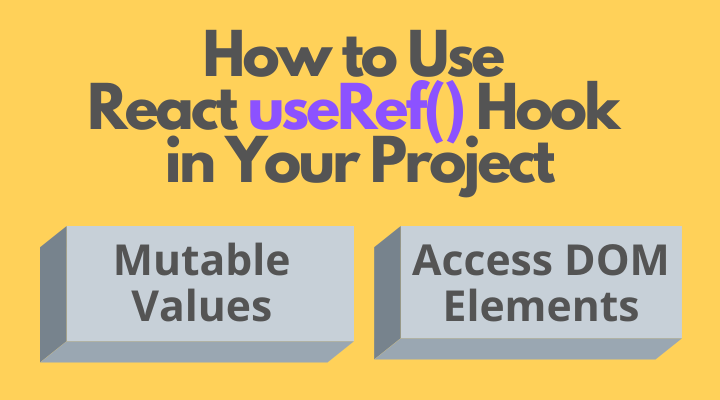 How to Use
React useRef() Hook
in Your Project
Mutable
Values
Access DOM
Elements